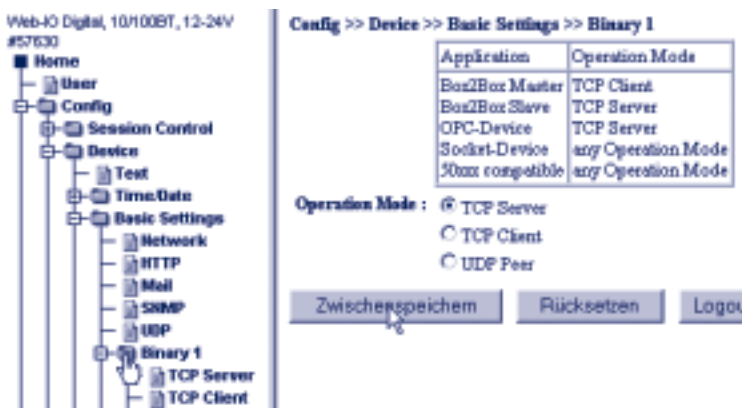 Web-IO Digital, 10/100BT, 12-24V
#57630
Home
User
Config
Session Control
Device
Text
Time/Date
Basic Settings
Network
HTTP
Mail
SNMP
UDP
Binary 1
TCP Server
TCP Client
Config >> Device >> Basic Settings >> Binary 1
Application Operation Mode
Box2Box Master TCP Client
Box2Box Slave TCP Server
OPC-Device TCP Server
Socket-Device any Operation Mode
50xxx compatible any Operation Mode
Operation Mode : TCP Server
TCP Client
UDP Peer
Zwischenspeichern Rücksetzen Logou